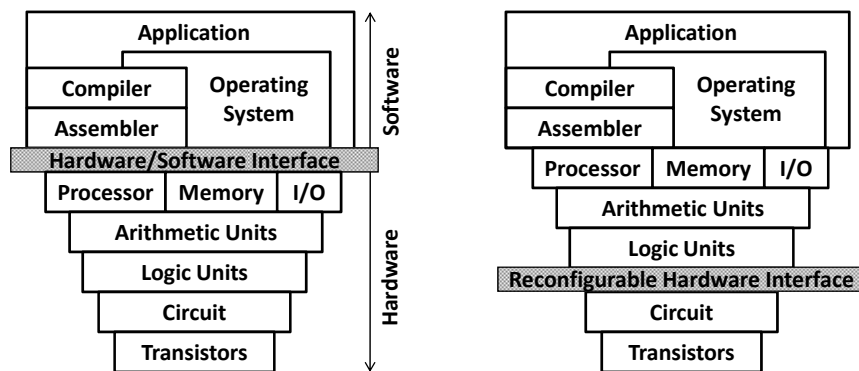 Application
Compiler
Operating
System
Assembler
Hardware/Software Interface
Processor
Memory
I/O
Arithmetic Units
Logic Units
Circuit
Transistors
Software
Hardware
Application
Compiler
Operating
System
Assembler
Processor
Memory
I/O
Arithmetic Units
Logic Units
Reconfigurable Hardware Interface
Circuit
Transistors